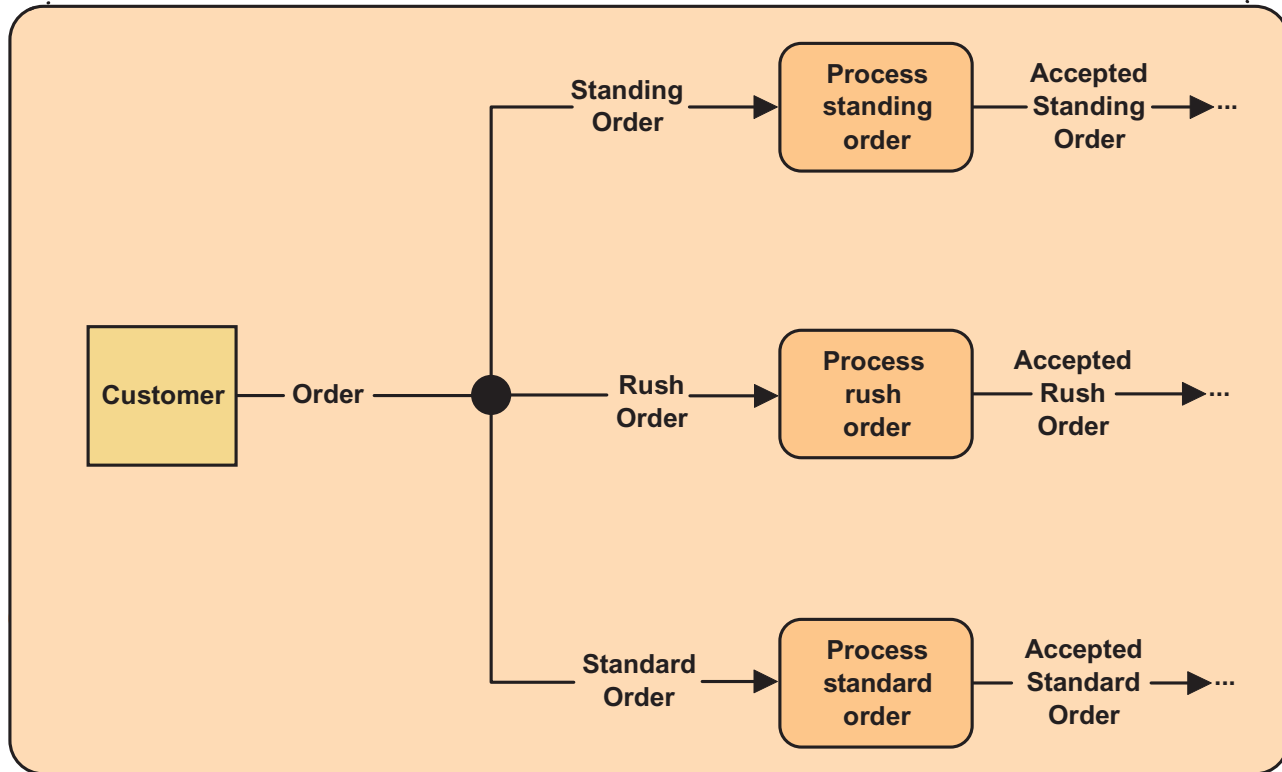 Customer
Order
Standing
Order
Process
standing
order
Accepted
Standing
Order
...
Rush
Order
Process
rush
order
Accepted
Rush
Order
...
Standard
Order
Process
standard
order
Accepted
Standard
Order
...